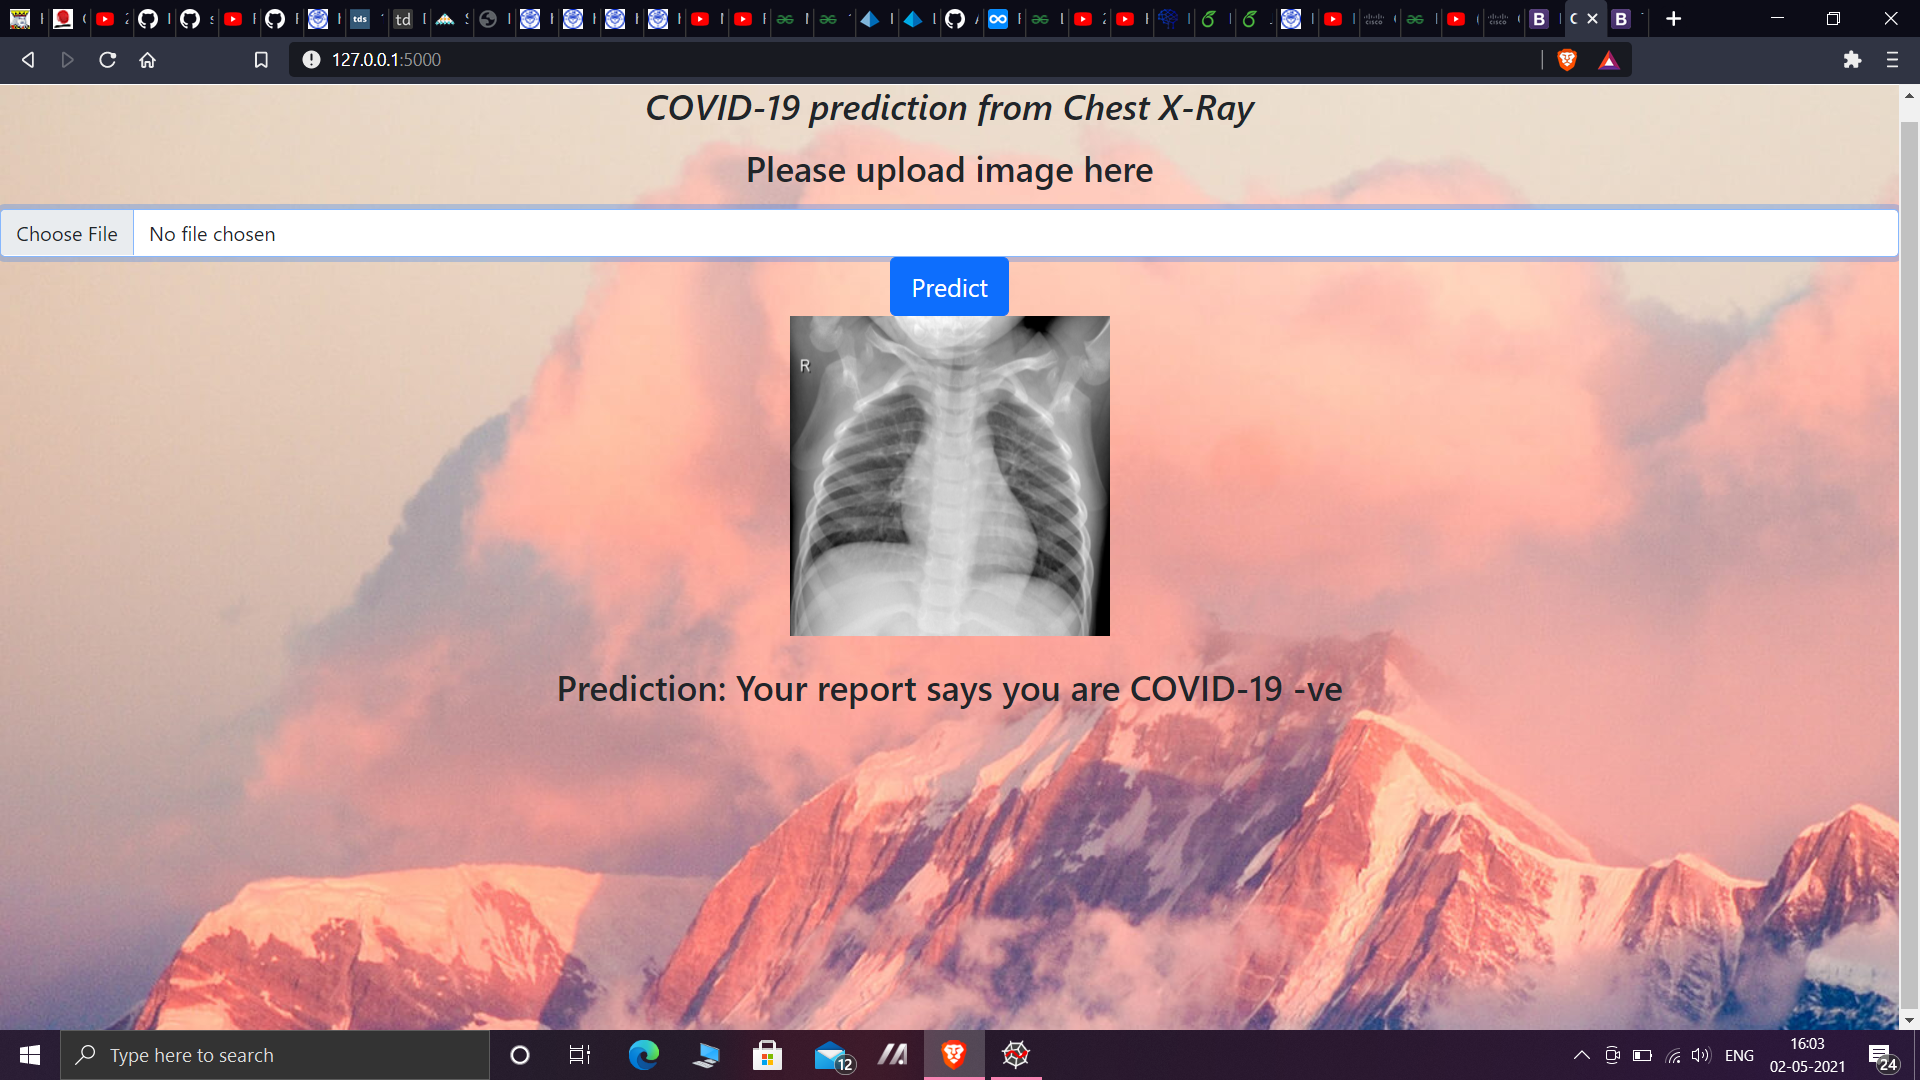 tds
td
127.0.0.1:5000
COVID-19 prediction from Chest X-Ray
Please upload image here
Choose File
No file chosen
Predict
R
Prediction: Your report says you are COVID-19 -ve
Type here to search
12
ENG
16:03
02-05-2021
24